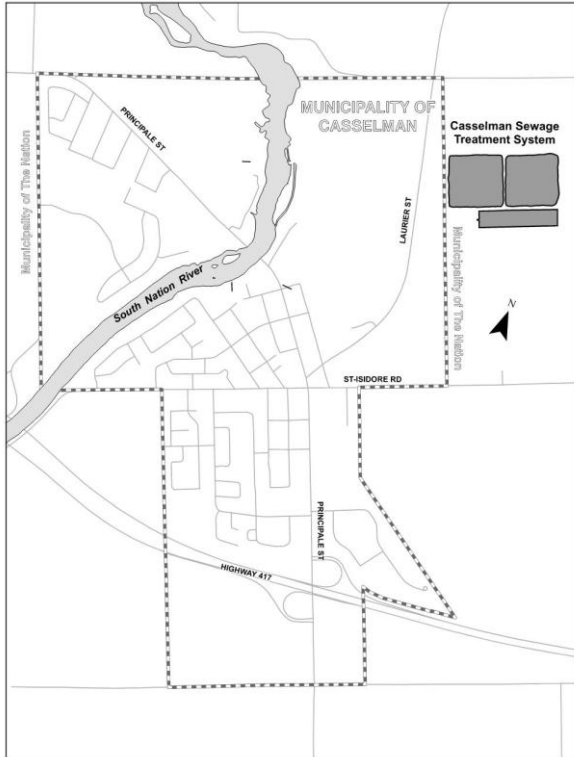 MUNICIPALITY OF
CASSELMAN
Casselman Sewage
Treatment System
PRINCIPALE ST
Municipality of The Nation
LAURIER ST
Municipality of The Nation
South Nation River
N
ST-ISIDORE RD
PRINCIPALE ST
HIGHWAY 417